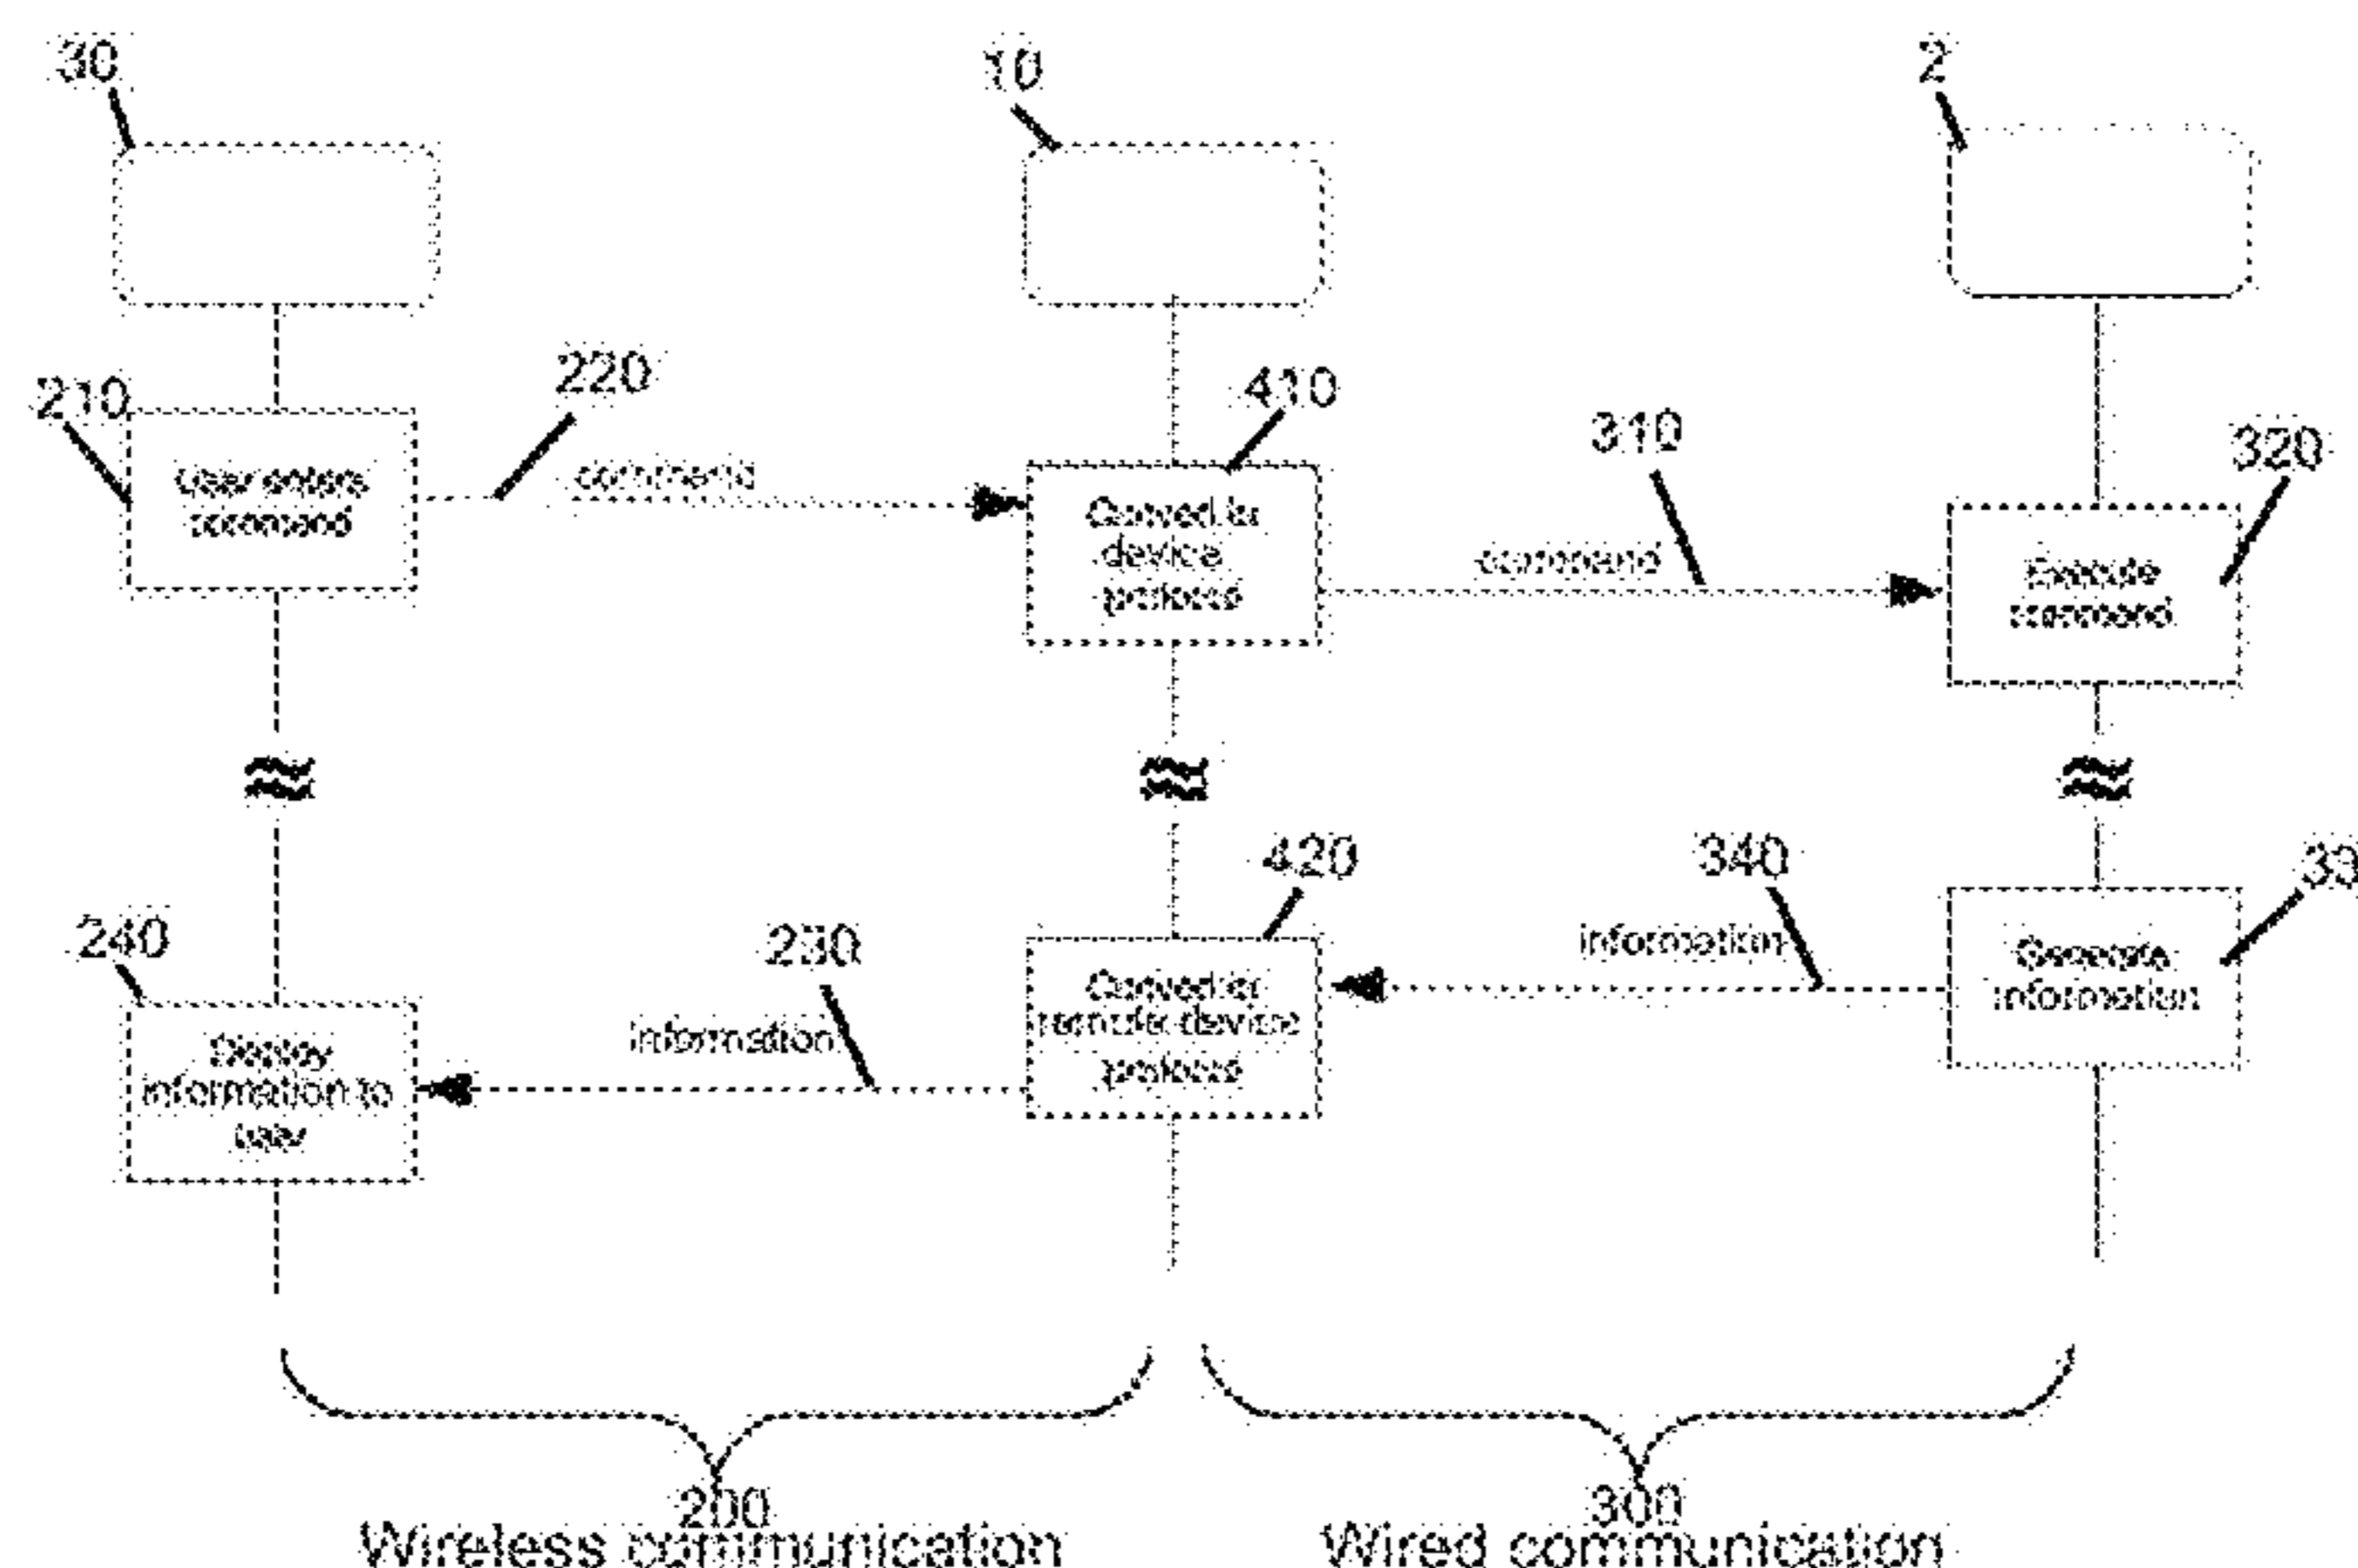 30
10
2
210
220
410
310
320
User enters
command
command
Convert to
device
protocol
command
Execute
command
240
230
420
340
33
information
information
Convert to
remote device
protocol
Generate
information
Display
information to
user
200
300
Wireless communication
Wired communication